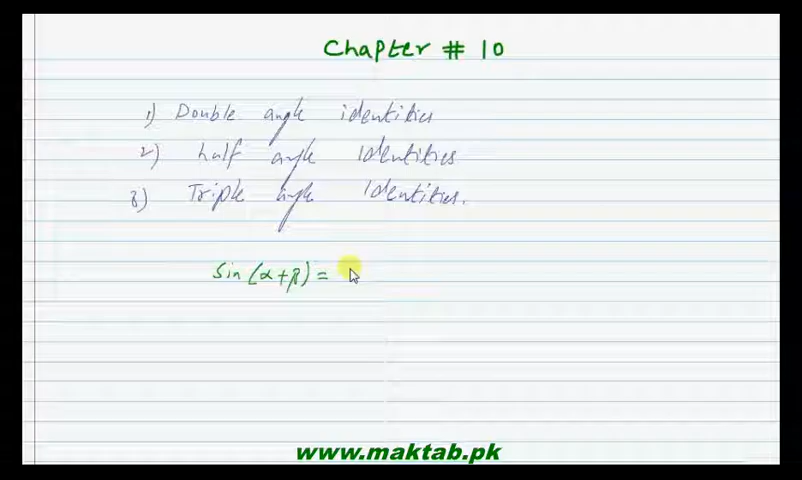 Chapter # 10
1) Double angle identities
2) half angle Identities
3) Triple angle Identities.
Sin (α+β) =
www.maktab.pk